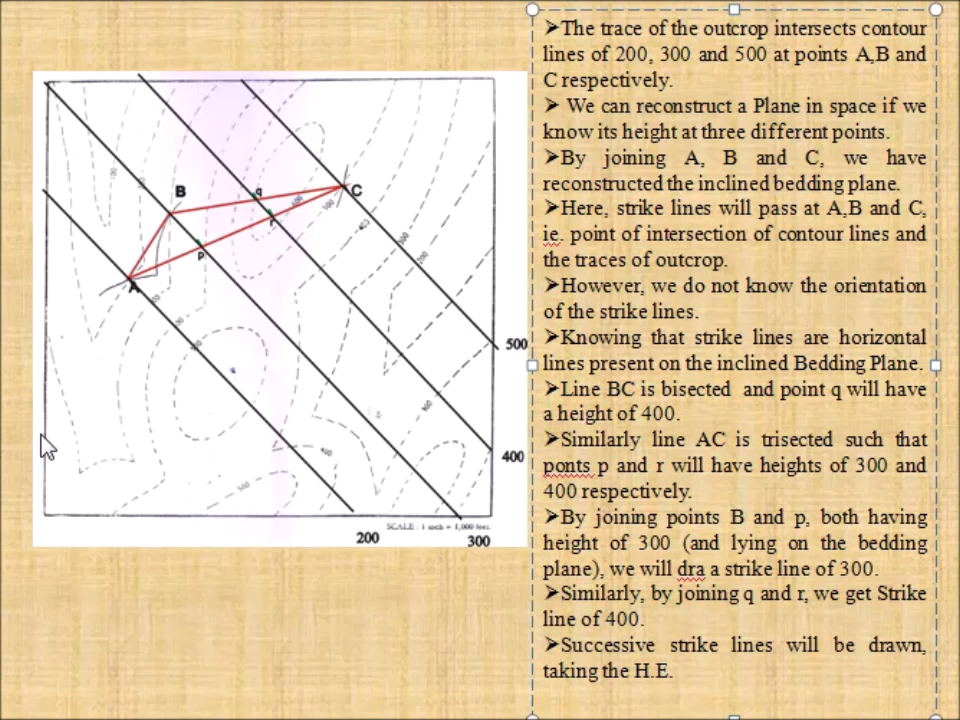 ➢The trace of the outcrop intersects contour
lines of 200, 300 and 500 at points A,B and
C respectively.
➢ We can reconstruct a Plane in space if we
know its height at three different points.
➢By joining A, B and C, we have
reconstructed the inclined bedding plane.
➢Here, strike lines will pass at A,B and C,
ie. point of intersection of contour lines and
the traces of outcrop.
➢However, we do not know the orientation
of the strike lines.
➢Knowing that strike lines are horizontal
lines present on the inclined Bedding Plane.
➢Line BC is bisected and point q will have
a height of 400.
➢Similarly line AC is trisected such that
ponts p and r will have heights of 300 and
400 respectively.
➢By joining points B and p, both having
height of 300 (and lying on the bedding
plane), we will dra a strike line of 300.
➢Similarly, by joining q and r, we get Strike
line of 400.
➢Successive strike lines will be drawn,
taking the H.E.
B
q
C
r
p
A
500
400
SCALE : 1 inch = 1,000 feet
200
300